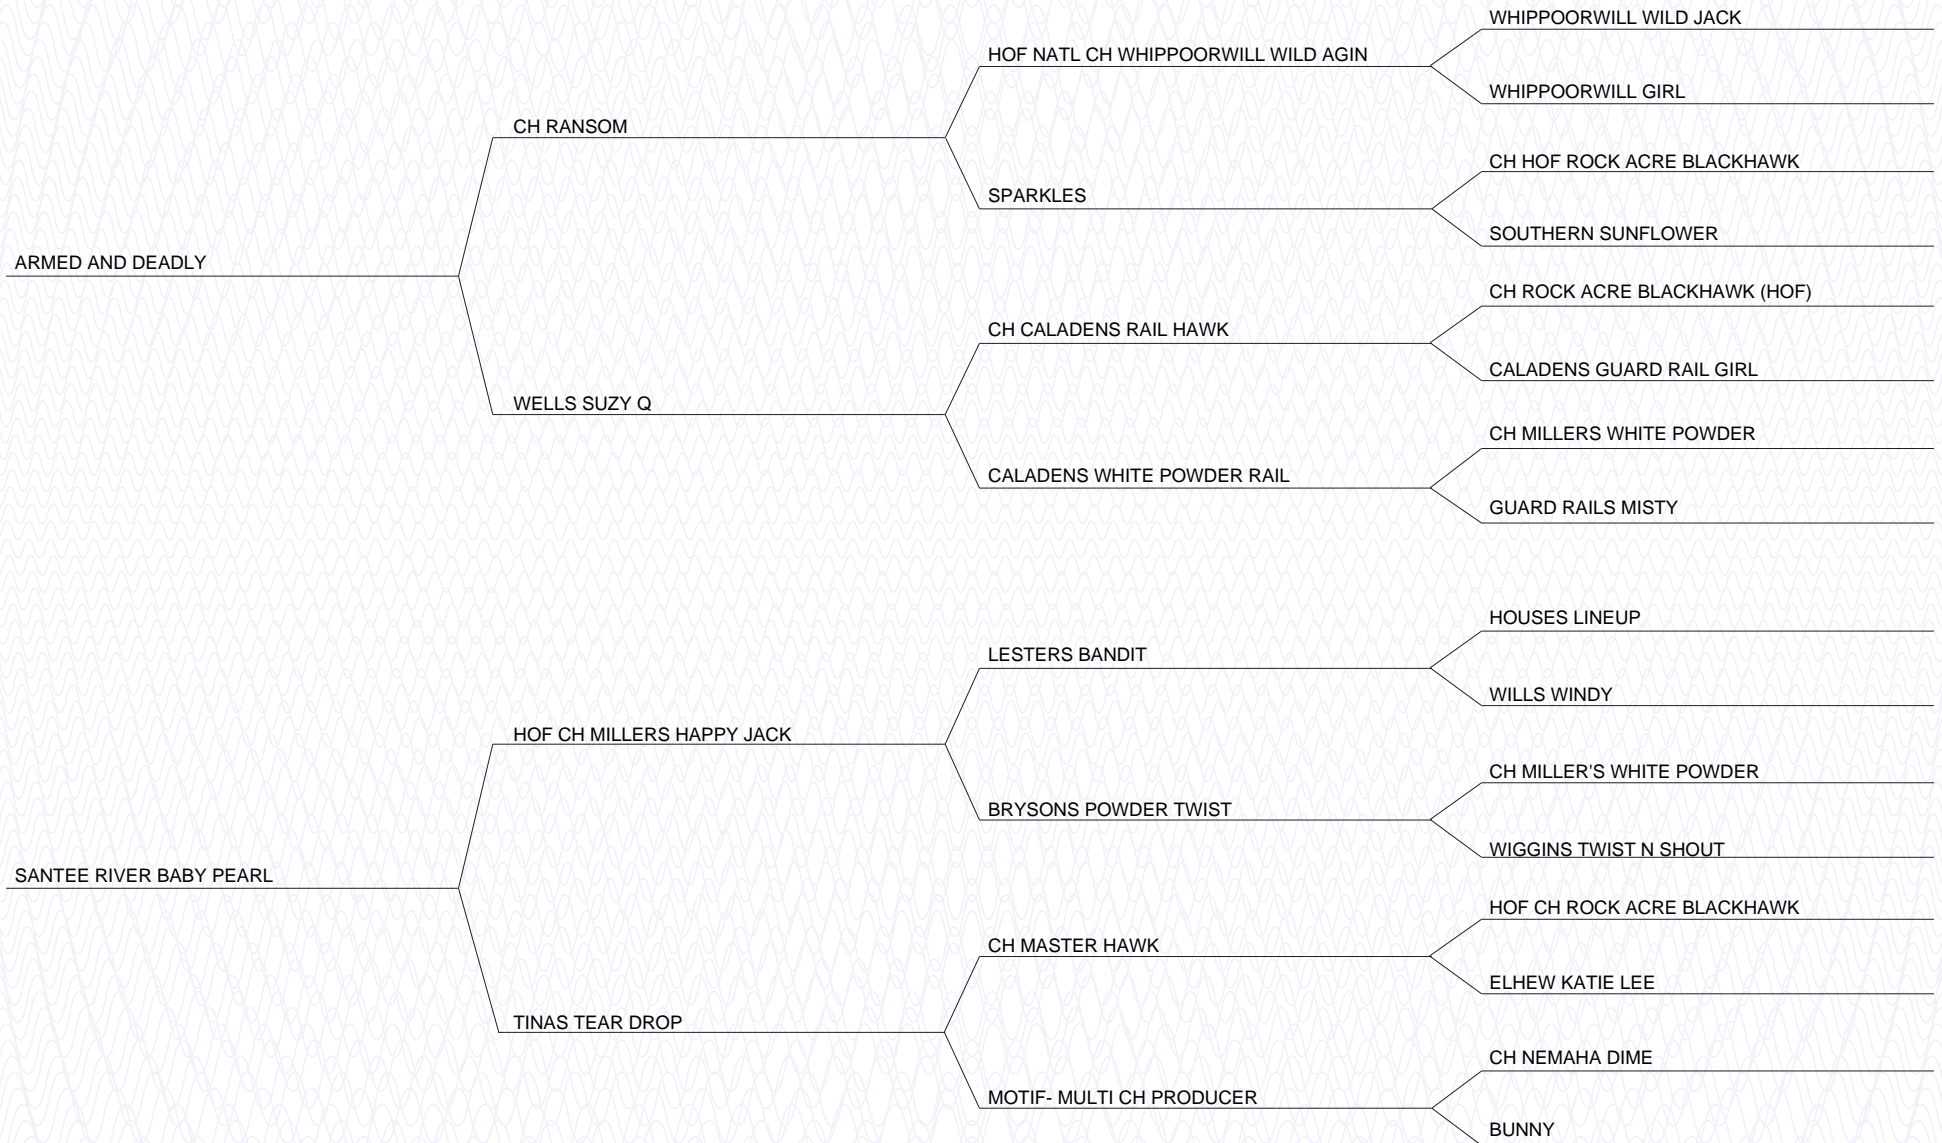 WHIPPOORWILL WILD JACK
HOF NATL CH WHIPPOORWILL WILD AGIN
WHIPPOORWILL GIRL
CH RANSOM
CH HOF ROCK ACRE BLACKHAWK
SPARKLES
SOUTHERN SUNFLOWER
ARMED AND DEADLY
CH ROCK ACRE BLACKHAWK (HOF)
CH CALADENS RAIL HAWK
CALADENS GUARD RAIL GIRL
WELLS SUZY Q
CH MILLERS WHITE POWDER
CALADENS WHITE POWDER RAIL
GUARD RAILS MISTY
HOUSES LINEUP
LESTERS BANDIT
WILLS WINDY
HOF CH MILLERS HAPPY JACK
CH MILLER'S WHITE POWDER
BRYSONS POWDER TWIST
WIGGINS TWIST N SHOUT
SANTEE RIVER BABY PEARL
HOF CH ROCK ACRE BLACKHAWK
CH MASTER HAWK
ELHEW KATIE LEE
TINAS TEAR DROP
CH NEMAHA DIME
MOTIF- MULTI CH PRODUCER
BUNNY